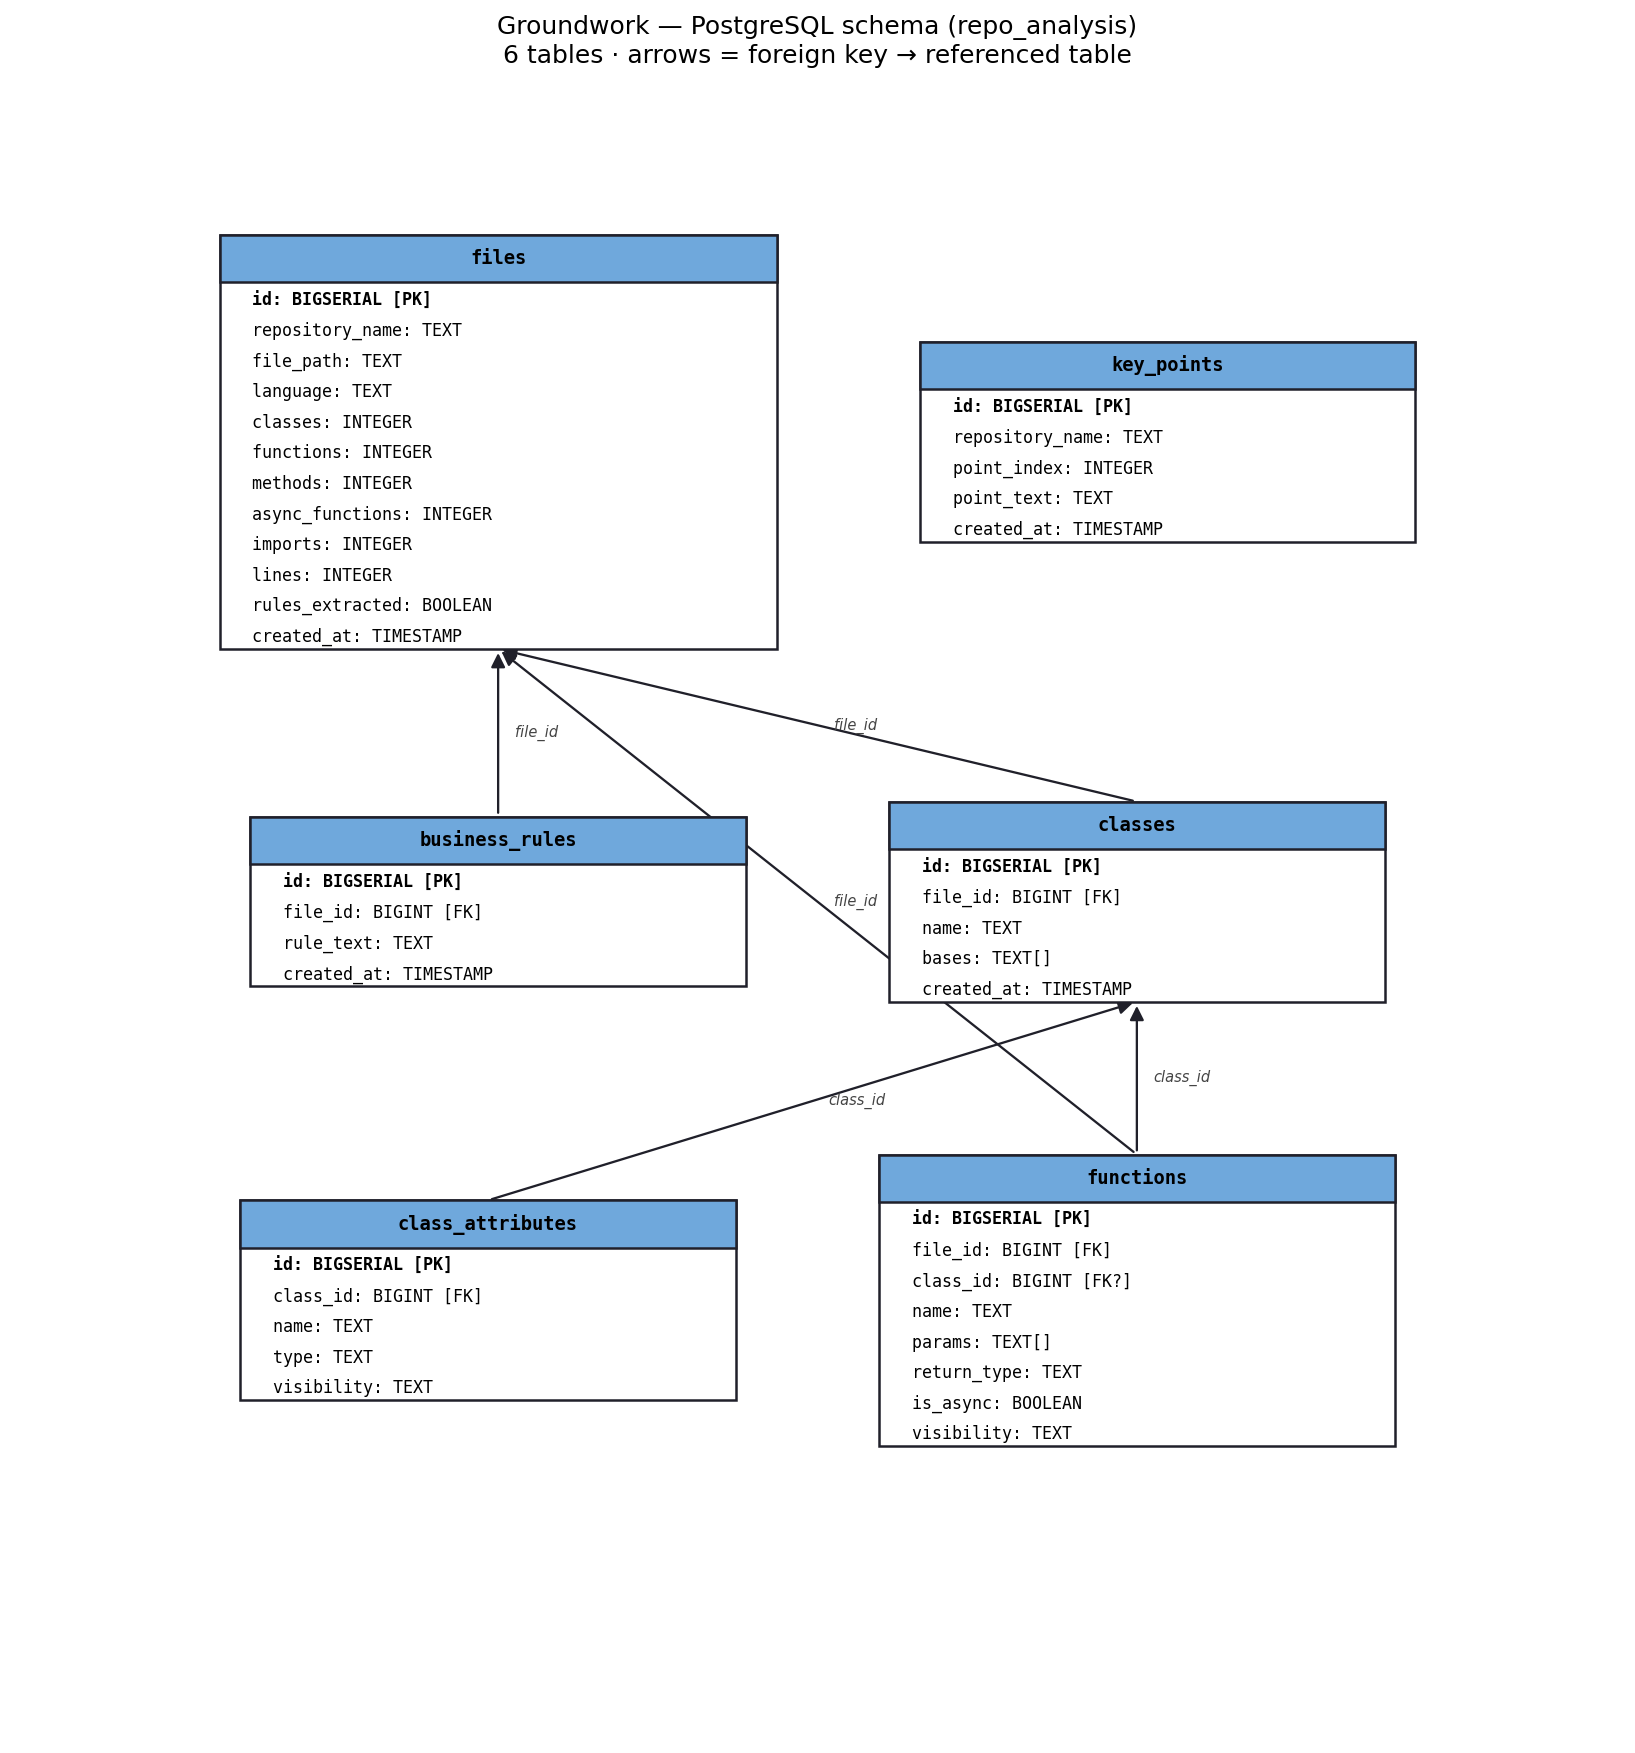 Groundwork — PostgreSQL schema (repo_analysis)
6 tables · arrows = foreign key → referenced table
files
id: BIGSERIAL [PK]
repository_name: TEXT
file_path: TEXT
language: TEXT
classes: INTEGER
functions: INTEGER
methods: INTEGER
async_functions: INTEGER
imports: INTEGER
lines: INTEGER
rules_extracted: BOOLEAN
created_at: TIMESTAMP
key_points
id: BIGSERIAL [PK]
repository_name: TEXT
point_index: INTEGER
point_text: TEXT
created_at: TIMESTAMP
file_id
file_id
file_id
business_rules
id: BIGSERIAL [PK]
file_id: BIGINT [FK]
rule_text: TEXT
created_at: TIMESTAMP
classes
id: BIGSERIAL [PK]
file_id: BIGINT [FK]
name: TEXT
bases: TEXT[]
created_at: TIMESTAMP
class_id
class_id
class_attributes
id: BIGSERIAL [PK]
class_id: BIGINT [FK]
name: TEXT
type: TEXT
visibility: TEXT
functions
id: BIGSERIAL [PK]
file_id: BIGINT [FK]
class_id: BIGINT [FK?]
name: TEXT
params: TEXT[]
return_type: TEXT
is_async: BOOLEAN
visibility: TEXT